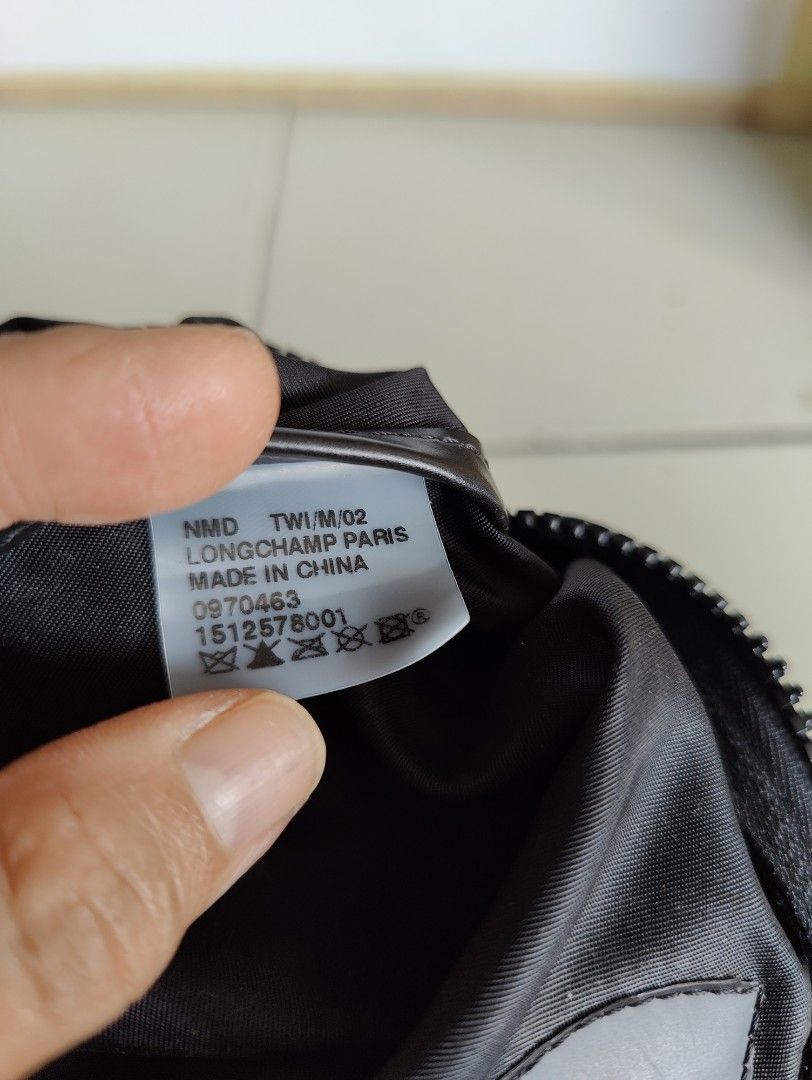 NMD TWI/M/02
LONGCHAMP PARIS
MADE IN CHINA
0970463
1512578001
®